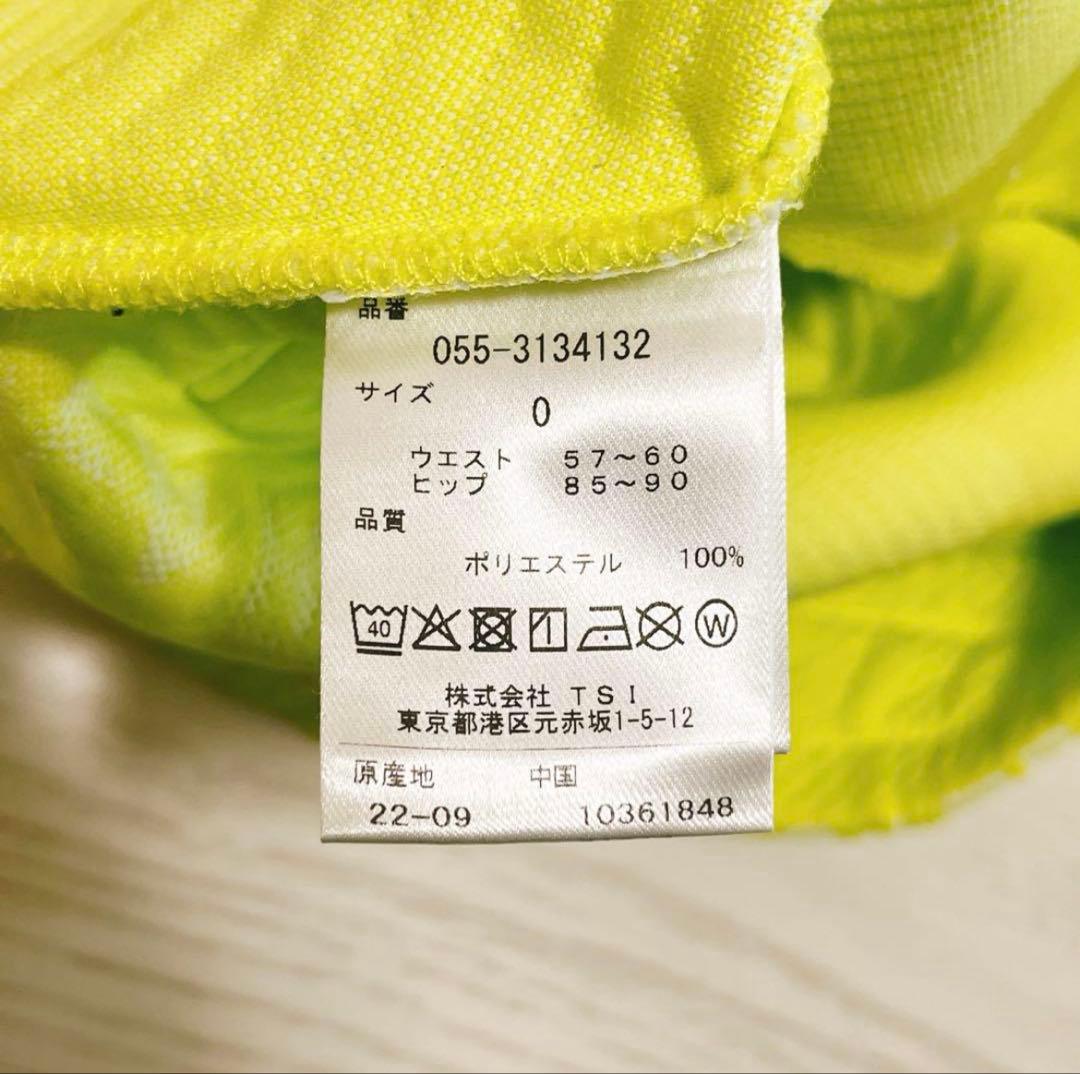 品番
055-3134132
サイズ
0
ウエスト 57～60
ヒップ 85～90
品質
ポリエステル 100%
40 W
株式会社 TSI
東京都港区元赤坂1-5-12
原産地 中国
22-09 10361848